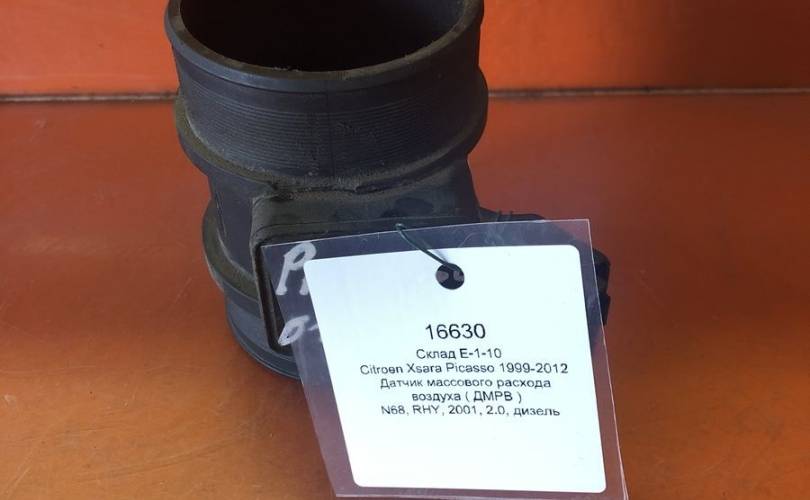 16630
Склад E-1-10
Citroen Xsara Picasso 1999-2012
Датчик массового расхода
воздуха ( ДМРВ )
N68, RHY, 2001, 2.0, дизель